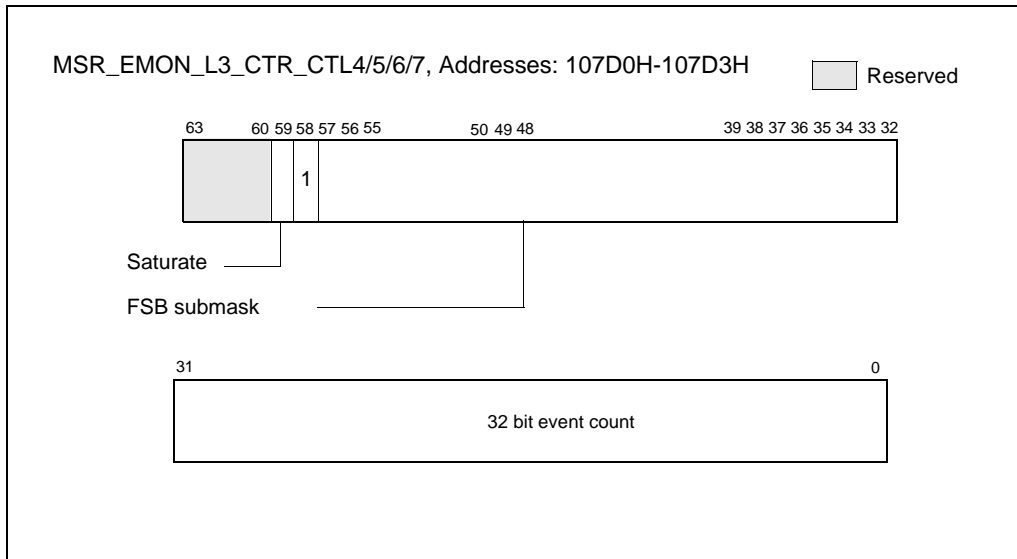 MSR_EMON_L3_CTR_CTL4/5/6/7, Addresses: 107D0H-107D3H
Reserved
63 60 59 58 57 56 55 50 49 48 39 38 37 36 35 34 33 32
1
Saturate
FSB submask
31 0
32 bit event count